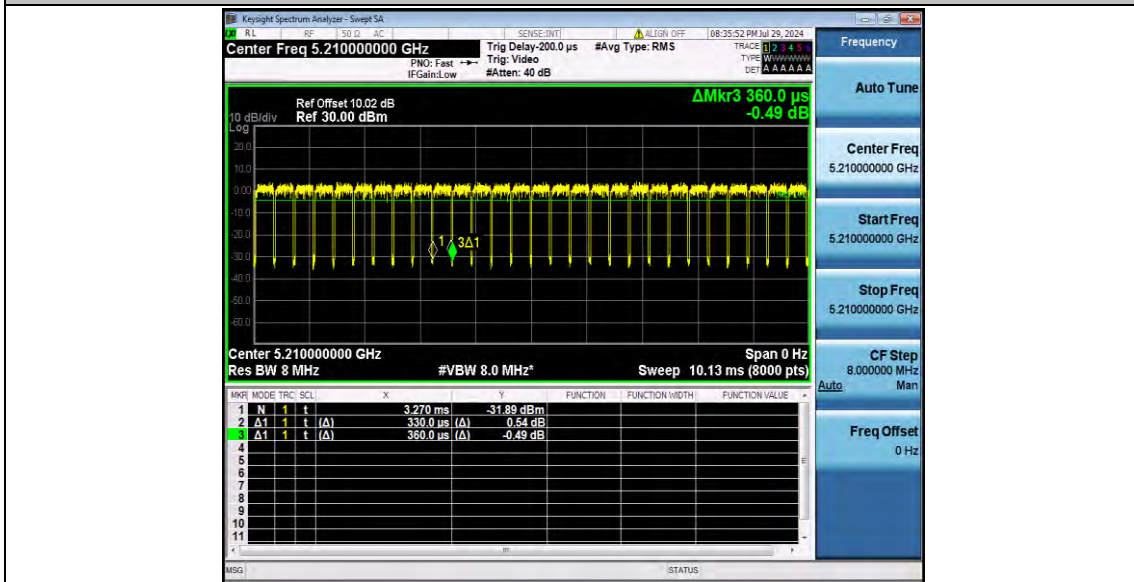 Keysight Spectrum Analyzer - Swept SA
RL RF 50 Ω AC SENSE:INT ALIGN OFF 08:35:52 PM Jul 29, 2024
Center Freq 5.210000000 GHz
PNO: Fast
IFGain:Low
Trig Delay-200.0 µs
Trig: Video
#Atten: 40 dB
#Avg Type: RMS
TRACE 1 2 3 4 5 6
TYPE WWWWWW
DET A A A A A A
ΔMkr3 360.0 µs
-0.49 dB
Ref Offset 10.02 dB
10 dB/div Ref 30.00 dBm
Log
20.0
10.0
0.00
-10.0
-20.0
-30.0
-40.0
-50.0
-60.0
1 3Δ1
Center 5.210000000 GHz Span 0 Hz
Res BW 8 MHz #VBW 8.0 MHz* Sweep 10.13 ms (8000 pts)
MKR MODE TRC SCL X Y FUNCTION FUNCTION WIDTH FUNCTION VALUE
1 N 1 t 3.270 ms -31.89 dBm
2 Δ1 1 t (Δ) 330.0 µs (Δ) 0.54 dB
3 Δ1 1 t (Δ) 360.0 µs (Δ) -0.49 dB
4
5
6
7
8
9
10
11
MSG STATUS
Frequency
Auto Tune
Center Freq
5.210000000 GHz
Start Freq
5.210000000 GHz
Stop Freq
5.210000000 GHz
CF Step
8.000000 MHz
Auto Man
Freq Offset
0 Hz